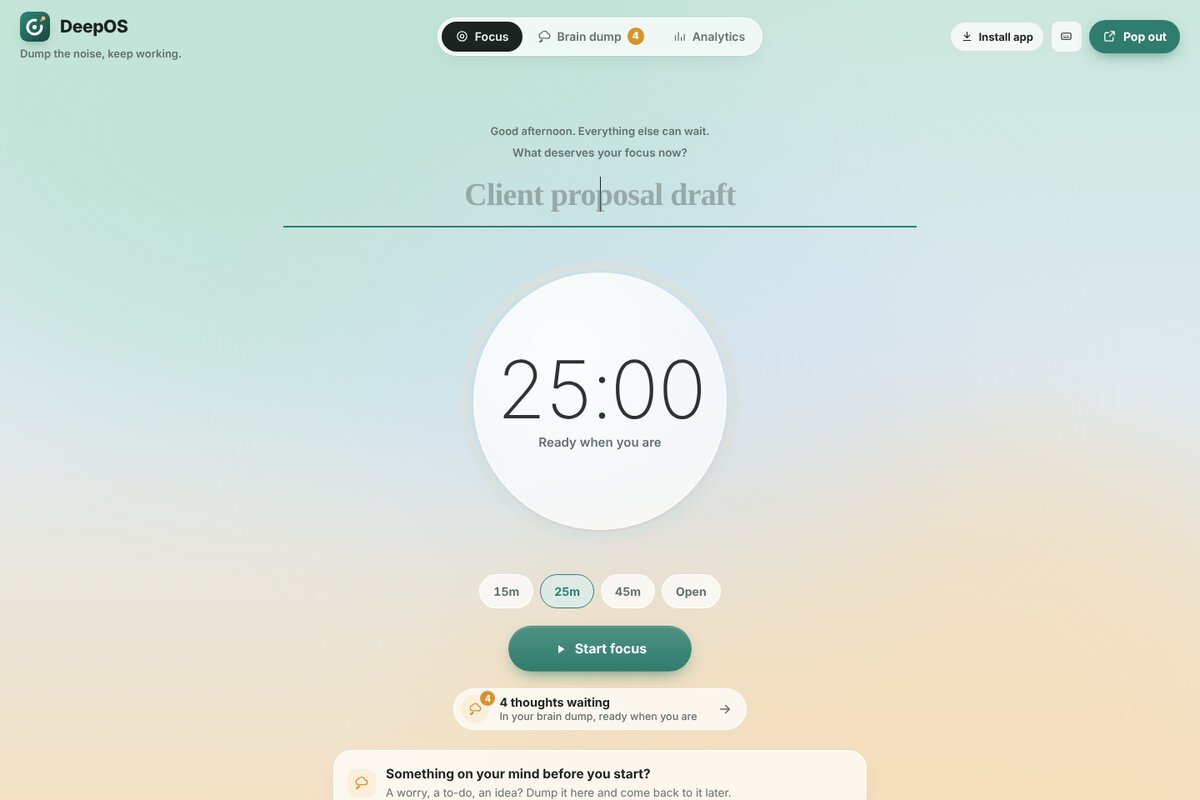 DeepOS
Dump the noise, keep working.
Focus
Brain dump 4
Analytics
Install app
Pop out
Good afternoon. Everything else can wait.
What deserves your focus now?
Client proposal draft
25:00
Ready when you are
15m
25m
45m
Open
Start focus
4
4 thoughts waiting
In your brain dump, ready when you are
Something on your mind before you start?
A worry, a to-do, an idea? Dump it here and come back to it later.